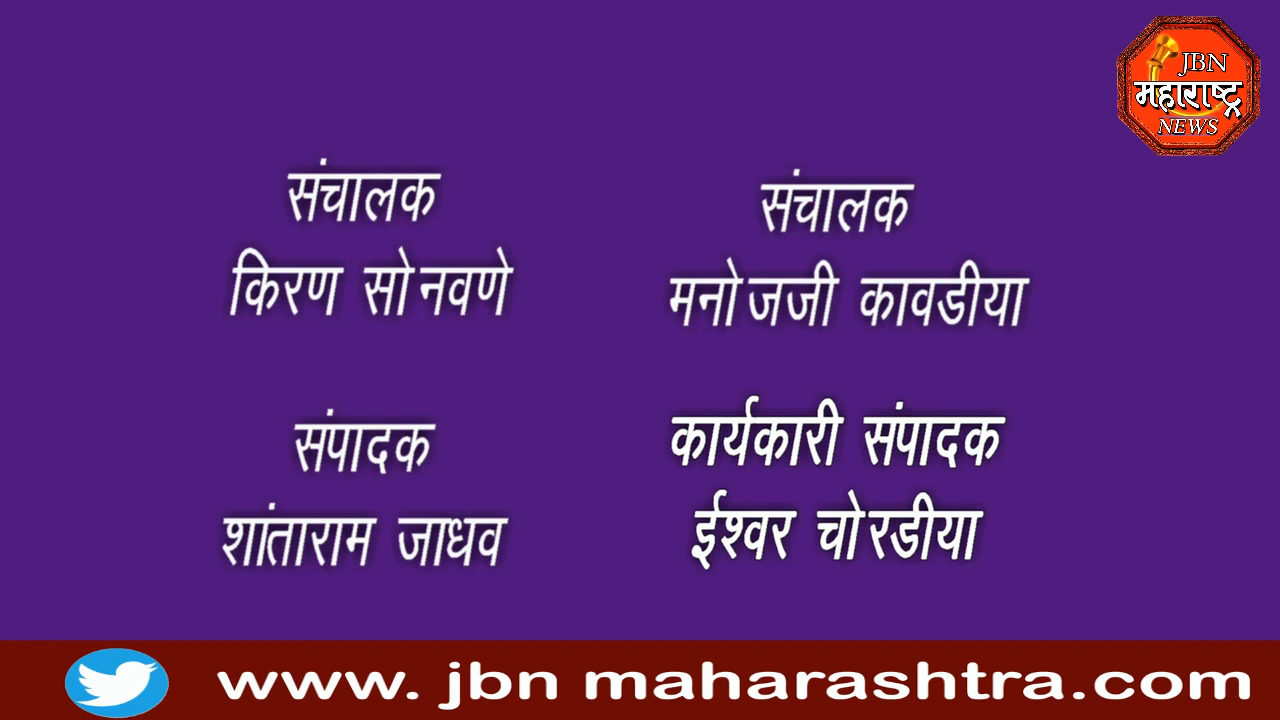 JBN
महाराष्ट्र
NEWS
संचालक
किरण सोनवणे
संचालक
मनोजजी कावडीया
संपादक
शांताराम जाधव
कार्यकारी संपादक
ईश्वर चोरडीया
www. jbn maharashtra.com